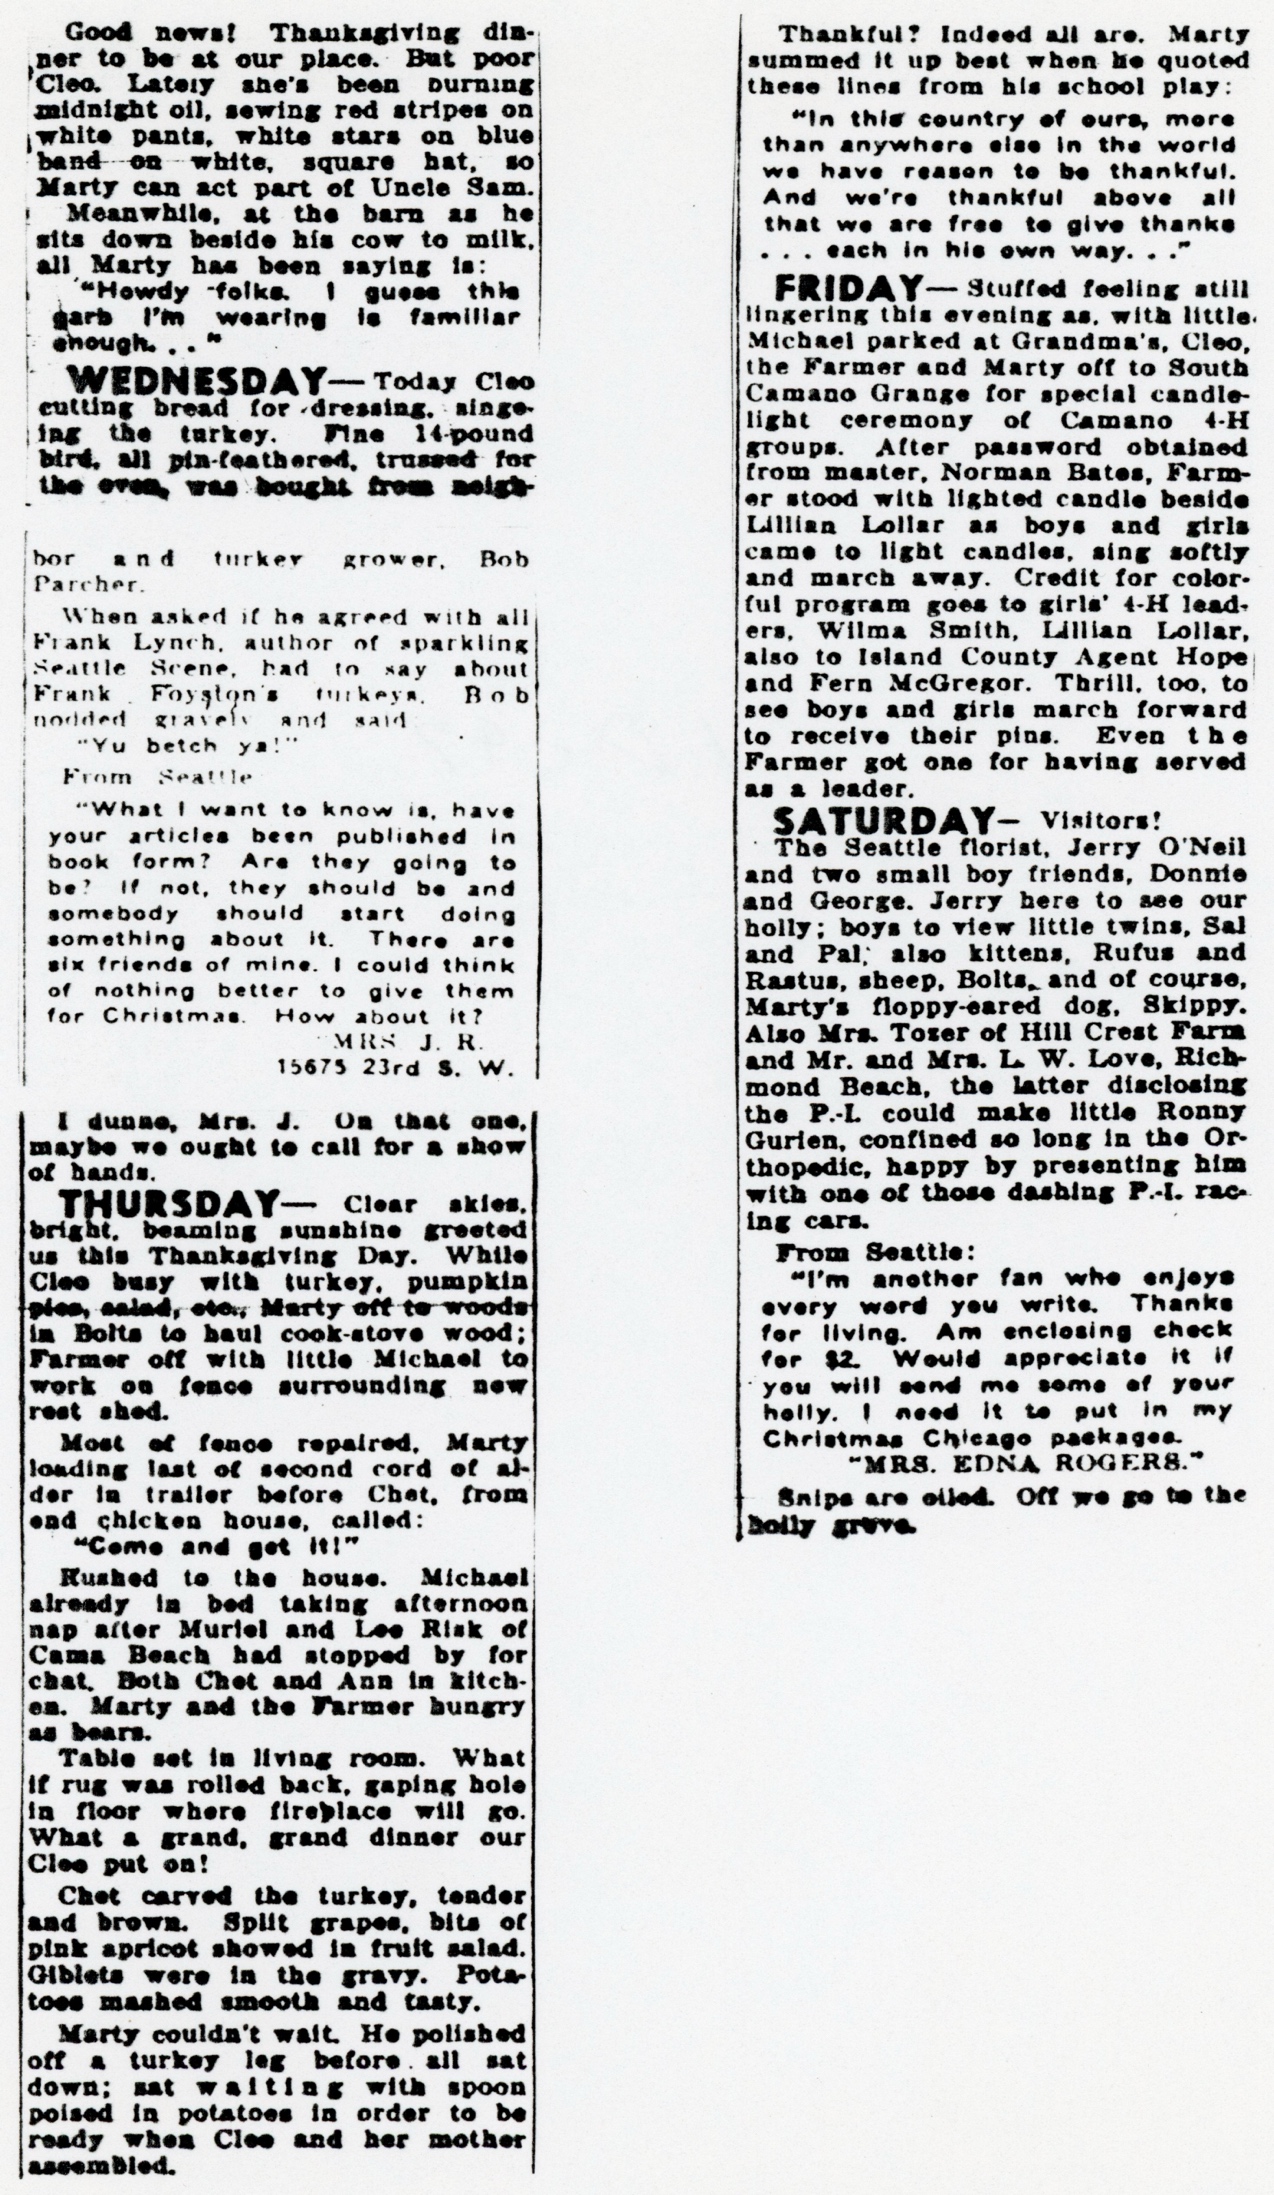 Good news! Thanksgiving din-
ner to be at our place. But poor
Cleo. Lately she's been burning
midnight oil, sewing red stripes on
white pants, white stars on blue
band on white, square hat, so
Marty can act part of Uncle Sam.
Meanwhile, at the barn as he
sits down beside his cow to milk,
all Marty has been saying is:
"Howdy folks. I guess this
garb I'm wearing is familiar
enough. . . "
WEDNESDAY— Today Cleo
cutting bread for dressing, singe-
ing the turkey. Fine 14-pound
bird, all pin-feathered, trussed for
the oven, was bought from neigh-
bor and turkey grower, Bob
Parcher.
When asked if he agreed with all
Frank Lynch, author of sparkling
Seattle Scene, had to say about
Frank Foyston's turkeys, Bob
nodded gravely and said
"Yu betch ya!"
From Seattle
"What I want to know is, have
your articles been published in
book form? Are they going to
be? If not, they should be and
somebody should start doing
something about it. There are
six friends of mine. I could think
of nothing better to give them
for Christmas. How about it?
"MRS. J. R.
15675 23rd S. W.
I dunno, Mrs. J. On that one,
maybe we ought to call for a show
of hands.
THURSDAY— Clear skies,
bright, beaming sunshine greeted
us this Thanksgiving Day. While
Cleo busy with turkey, pumpkin
pies, salad, etc., Marty off to woods
in Bolts to haul cook-stove wood;
Farmer off with little Michael to
work on fence surrounding new
rest shed.
Most of fence repaired, Marty
loading last of second cord of al-
der in trailer before Chet, from
end chicken house, called:
"Come and get it!"
Rushed to the house. Michael
already in bed taking afternoon
nap after Muriel and Lee Risk of
Cama Beach had stopped by for
chat. Both Chet and Ann in kitch-
en. Marty and the Farmer hungry
as bears.
Table set in living room. What
if rug was rolled back, gaping hole
in floor where fireplace will go.
What a grand, grand dinner our
Cleo put on!
Chet carved the turkey, tender
and brown. Split grapes, bits of
pink apricot showed in fruit salad.
Giblets were in the gravy. Pota-
toes mashed smooth and tasty.
Marty couldn't wait. He polished
off a turkey leg before all sat
down; sat waiting with spoon
poised in potatoes in order to be
ready when Cleo and her mother
assembled.
Thankful? Indeed all are. Marty
summed it up best when he quoted
these lines from his school play:
"In this country of ours, more
than anywhere else in the world
we have reason to be thankful.
And we're thankful above all
that we are free to give thanks
. . . each in his own way. . ."
FRIDAY— Stuffed feeling still
lingering this evening as, with little
Michael parked at Grandma's, Cleo,
the Farmer and Marty off to South
Camano Grange for special candle-
light ceremony of Camano 4-H
groups. After password obtained
from master, Norman Bates, Farm-
er stood with lighted candle beside
Lillian Lollar as boys and girls
came to light candles, sing softly
and march away. Credit for color-
ful program goes to girls' 4-H lead-
ers, Wilma Smith, Lillian Lollar,
also to Island County Agent Hope
and Fern McGregor. Thrill, too, to
see boys and girls march forward
to receive their pins. Even the
Farmer got one for having served
as a leader.
SATURDAY— Visitors!
The Seattle florist, Jerry O'Neil
and two small boy friends, Donnie
and George. Jerry here to see our
holly; boys to view little twins, Sal
and Pal; also kittens, Rufus and
Rastus, sheep, Bolts, and of course,
Marty's floppy-eared dog, Skippy.
Also Mrs. Tozer of Hill Crest Farm
and Mr. and Mrs. L. W. Love, Rich-
mond Beach, the latter disclosing
the P.-I. could make little Ronny
Gurien, confined so long in the Or-
thopedic, happy by presenting him
with one of those dashing P.-I. rac-
ing cars.
From Seattle:
"I'm another fan who enjoys
every word you write. Thanks
for living. Am enclosing check
for $2. Would appreciate it if
you will send me some of your
holly. I need it to put in my
Christmas Chicago packages.
"MRS. EDNA ROGERS."
Snips are oiled. Off we go to the
holly grove.